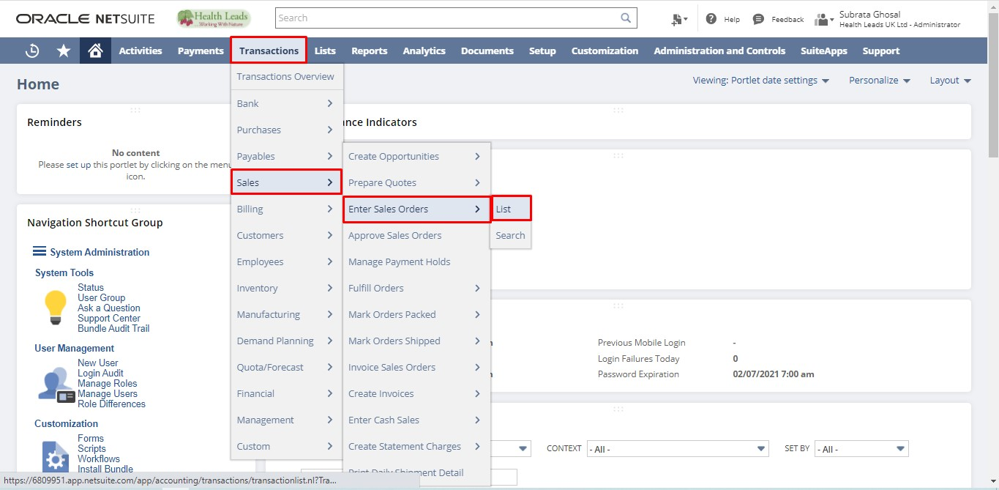 ORACLE NETSUITE
Health Leads
...Working With Nature
Search
Help
Feedback
Subrata Ghosal
Health Leads UK Ltd - Administrator
Activities
Payments
Transactions
Lists
Reports
Analytics
Documents
Setup
Customization
Administration and Controls
SuiteApps
Support
Home
Viewing: Portlet date settings
Personalize
Layout
Reminders
No content
Please set up this portlet by clicking on the menu
icon.
Navigation Shortcut Group
System Administration
System Tools
Status
User Group
Ask a Question
Support Center
Bundle Audit Trail
User Management
New User
Login Audit
Manage Roles
Manage Users
Role Differences
Customization
Forms
Scripts
Workflows
Install Bundle
Transactions Overview
Bank
Purchases
Payables
Sales
Billing
Customers
Employees
Inventory
Manufacturing
Demand Planning
Quota/Forecast
Financial
Management
Custom
Create Opportunities
Prepare Quotes
Enter Sales Orders
Approve Sales Orders
Manage Payment Holds
Fulfill Orders
Mark Orders Packed
Mark Orders Shipped
Invoice Sales Orders
Create Invoices
Enter Cash Sales
Create Statement Charges
Print Daily Shipment Detail
List
Search
Indicators
Previous Mobile Login -
Login Failures Today 0
Password Expiration 02/07/2021 7:00 am
CONTEXT - All -
SET BY - All -
https://6809951.app.netsuite.com/app/accounting/transactions/transactionlist.nl?Tra...